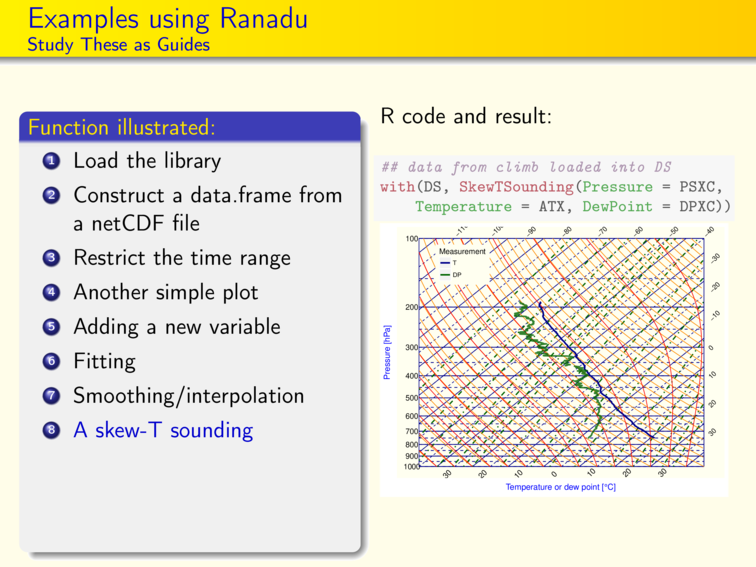 Examples using Ranadu
Study These as Guides
Function illustrated:
1 Load the library
2 Construct a data.frame from
a netCDF file
3 Restrict the time range
4 Another simple plot
5 Adding a new variable
6 Fitting
7 Smoothing/interpolation
8 A skew-T sounding
R code and result:
## data from climb loaded into DS
with(DS, SkewTSounding(Pressure = PSXC,
Temperature = ATX, DewPoint = DPXC))
-90 -80 -70 -60 -50 -40
Measurement
T
DP
100
200
300
400
500
600
700
800
900
1000
Pressure [hPa]
-30
-20
-10
0
10
20
30
30 20 10 0 10 20 30
Temperature or dew point [°C]